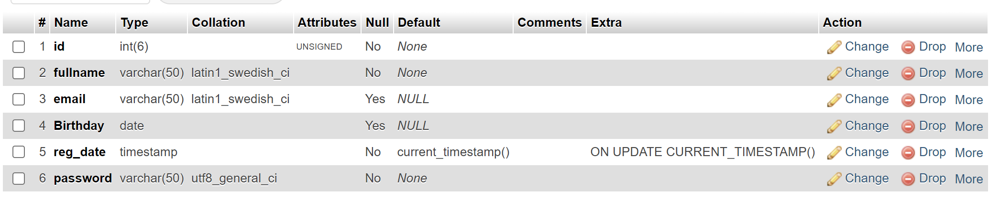 # Name Type Collation Attributes Null Default Comments Extra Action
1 id int(6) UNSIGNED No None Change Drop More
2 fullname varchar(50) latin1_swedish_ci No None Change Drop More
3 email varchar(50) latin1_swedish_ci Yes NULL Change Drop More
4 Birthday date Yes NULL Change Drop More
5 reg_date timestamp No current_timestamp() ON UPDATE CURRENT_TIMESTAMP() Change Drop More
6 password varchar(50) utf8_general_ci No None Change Drop More